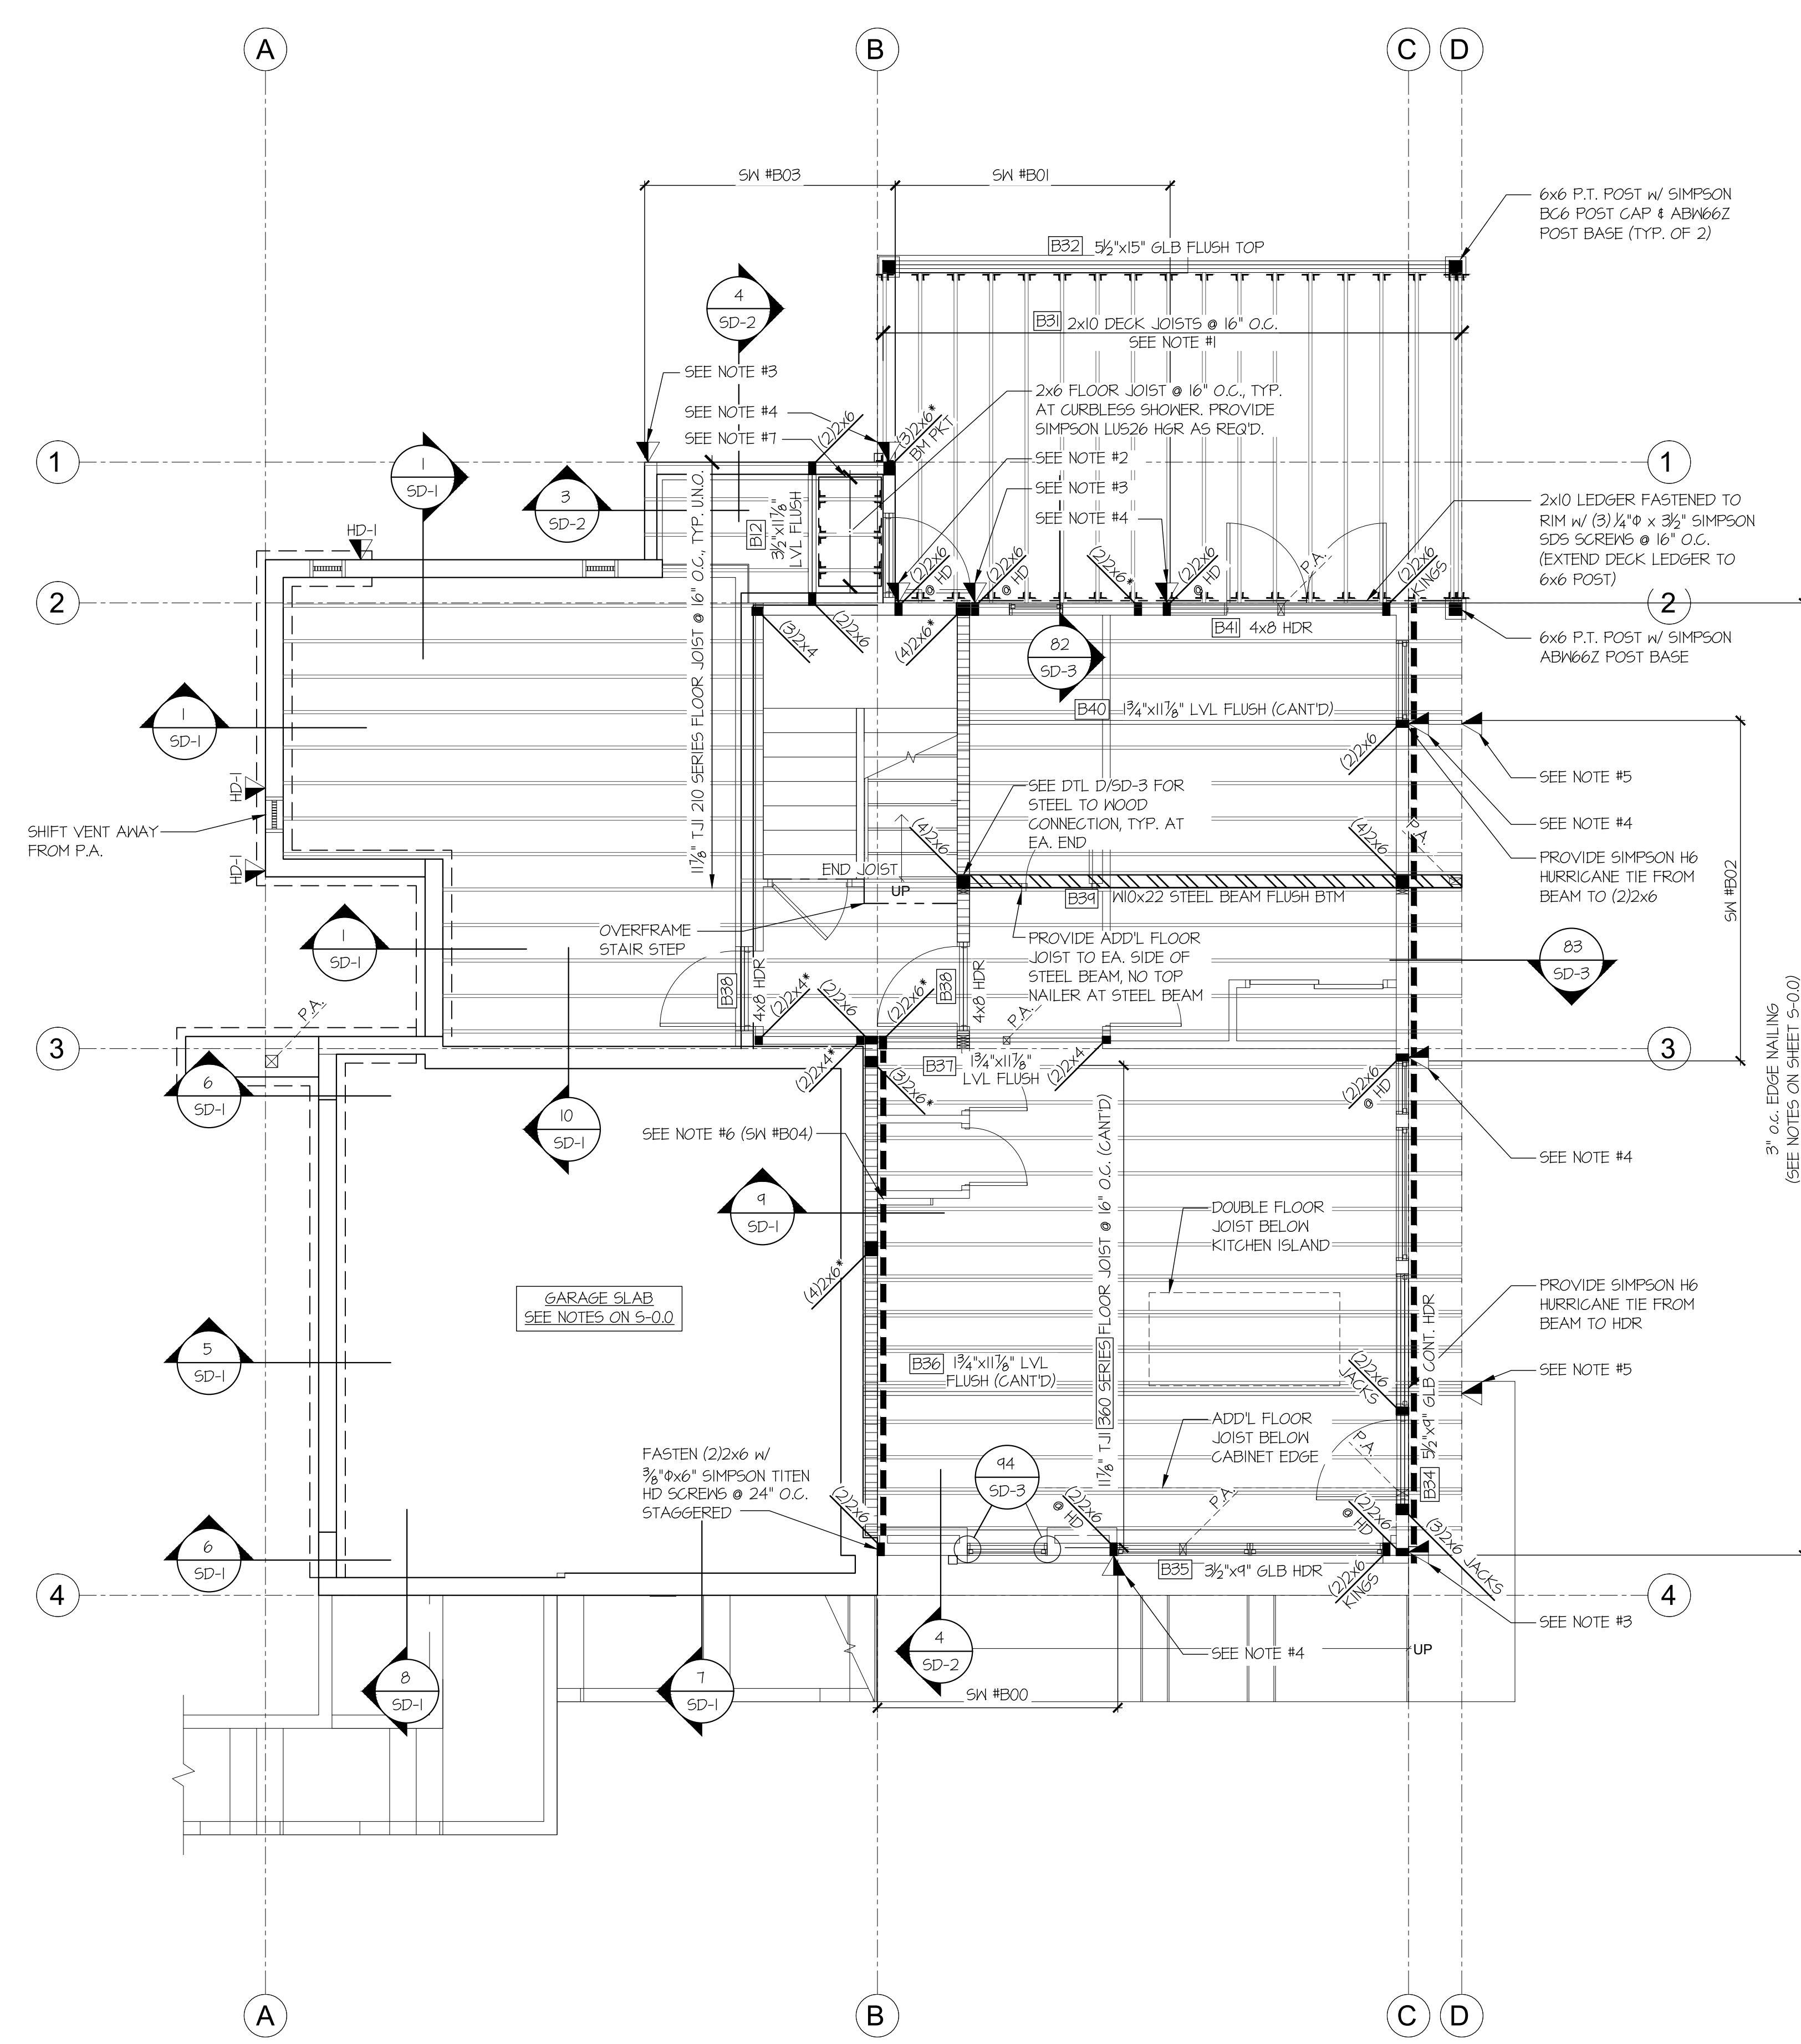 A
B
C
D
SW #B03
SW #B01
6x6 P.T. POST w/ SIMPSON
BC6 POST CAP & ABW66Z
POST BASE (TYP. OF 2)
B32 5½"x15" GLB FLUSH TOP
4
SD-2
B31 2x10 DECK JOISTS @ 16" O.C.
SEE NOTE #1
SEE NOTE #3
SEE NOTE #4
SEE NOTE #7
(2)2x6
(3)2x6*
BM PKT
2x6 FLOOR JOIST @ 16" O.C., TYP.
AT CURBLESS SHOWER. PROVIDE
SIMPSON LUS26 HGR AS REQ'D.
1
1
1
SD-1
3
SD-2
SEE NOTE #2
SEE NOTE #3
SEE NOTE #4
2x10 LEDGER FASTENED TO
RIM w/ (3) ¼"Φ x 3½" SIMPSON
SDS SCREWS @ 16" O.C.
(EXTEND DECK LEDGER TO
6x6 POST)
HD-1
B12
3½"x11⅞"
LVL FLUSH
11⅞" TJI 210 SERIES FLOOR JOIST @ 16" O.C., TYP. U.N.O.
(2)2x6
@ HD
(2)2x6
@ HD
(2)2x6*
(2)2x6
@ HD
P.A.
(2)2x6
KINGS
2
2
(3)2x4
(2)2x6
(4)2x6*
82
SD-3
B41 4x8 HDR
6x6 P.T. POST w/ SIMPSON
ABW66Z POST BASE
1
SD-1
B40 1¾"x11⅞" LVL FLUSH (CANT'D)
(2)2x6
SEE NOTE #5
HD-1
SEE DTL D/SD-3 FOR
STEEL TO WOOD
CONNECTION, TYP. AT
EA. END
SEE NOTE #4
SHIFT VENT AWAY
FROM P.A.
(4)2x6
(4)2x6
P.A.
PROVIDE SIMPSON H6
HURRICANE TIE FROM
BEAM TO (2)2x6
SW #B02
HD-1
END JOIST
UP
B39 W10x22 STEEL BEAM FLUSH BTM
1
SD-1
OVERFRAME
STAIR STEP
PROVIDE ADD'L FLOOR
JOIST TO EA. SIDE OF
STEEL BEAM, NO TOP
NAILER AT STEEL BEAM
83
SD-3
B38
4x8 HDR
B38
4x8 HDR
P.A.
(2)2x4*
(2)2x6
(2)2x6*
P.A.
3
3
3" o.c. EDGE NAILING
(SEE NOTES ON SHEET S-0.0)
6
SD-1
(2)2x4*
(3)2x6*
B37 1¾"x11⅞"
LVL FLUSH
(2)2x4
(2)2x6
@ HD
10
SD-1
SEE NOTE #6 (SW #B04)
SEE NOTE #4
9
SD-1
11⅞" TJI 360 SERIES FLOOR JOIST @ 16" O.C. (CANT'D)
DOUBLE FLOOR
JOIST BELOW
KITCHEN ISLAND
(4)2x6*
GARAGE SLAB
SEE NOTES ON S-0.0
PROVIDE SIMPSON H6
HURRICANE TIE FROM
BEAM TO HDR
5
SD-1
B36 1¾"x11⅞" LVL
FLUSH (CANT'D)
(2)2x6
JACKS
B34
5½"x9" GLB CONT. HDR
SEE NOTE #5
FASTEN (2)2x6 w/
⅜"Φx6" SIMPSON TITEN
HD SCREWS @ 24" O.C.
STAGGERED
(2)2x6
94
SD-3
ADD'L FLOOR
JOIST BELOW
CABINET EDGE
P.A.
6
SD-1
(2)2x6
@ HD
P.A.
(2)2x6
@ HD
(3)2x6 JACKS
B35 3½"x9" GLB HDR
(2)2x6
KINGS
4
4
SEE NOTE #3
8
SD-1
7
SD-1
4
SD-2
SEE NOTE #4
UP
SW #B00
A
B
C
D